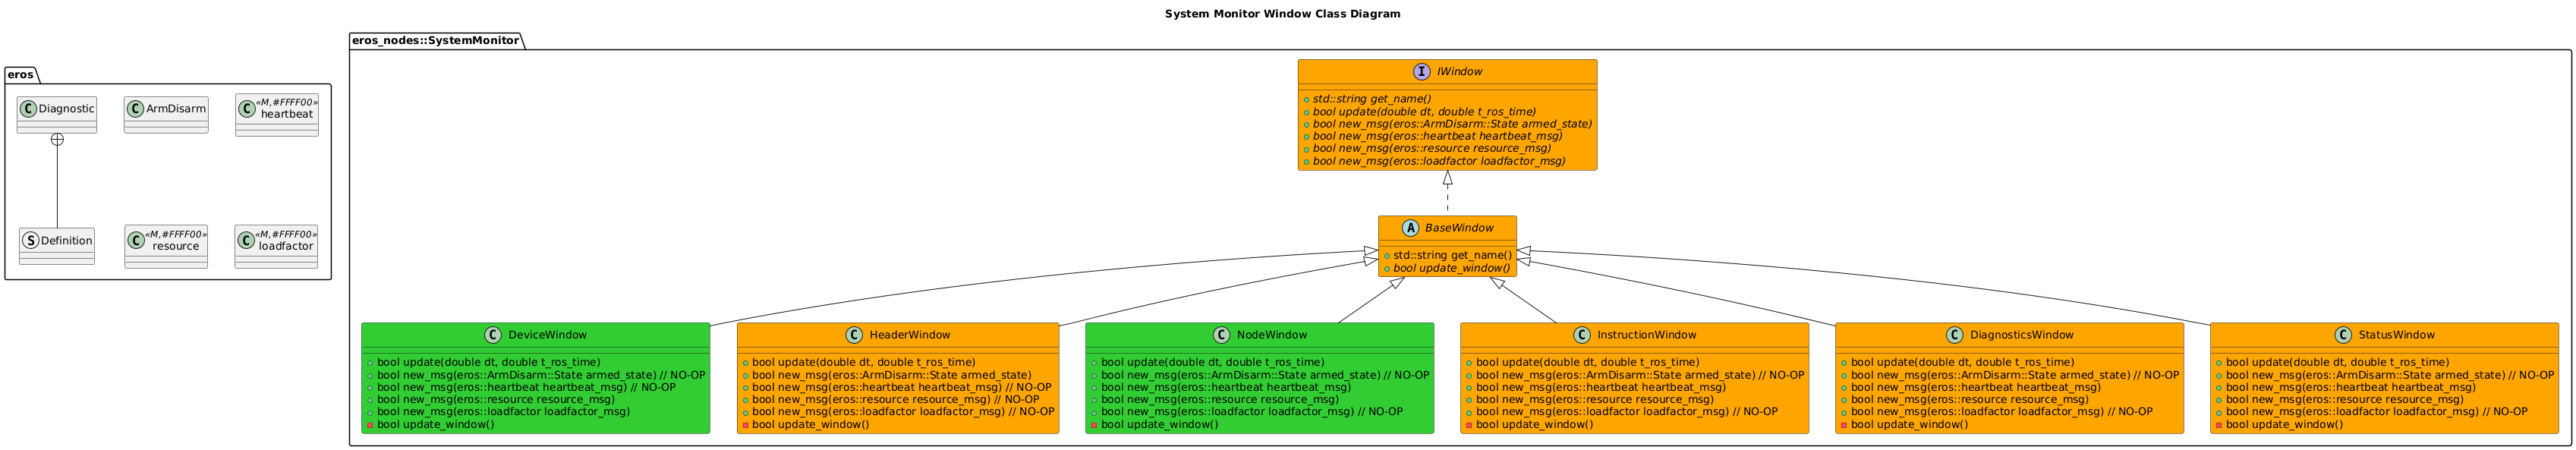 System Monitor Window Class Diagram
eros
C Diagnostic
C ArmDisarm
C «M,#FFFF00»
heartbeat
S Definition
C «M,#FFFF00»
resource
C «M,#FFFF00»
loadfactor
eros_nodes::SystemMonitor
I IWindow
std::string get_name()
bool update(double dt, double t_ros_time)
bool new_msg(eros::ArmDisarm::State armed_state)
bool new_msg(eros::heartbeat heartbeat_msg)
bool new_msg(eros::resource resource_msg)
bool new_msg(eros::loadfactor loadfactor_msg)
A BaseWindow
std::string get_name()
bool update_window()
C DeviceWindow
bool update(double dt, double t_ros_time)
bool new_msg(eros::ArmDisarm::State armed_state) // NO-OP
bool new_msg(eros::heartbeat heartbeat_msg) // NO-OP
bool new_msg(eros::resource resource_msg)
bool new_msg(eros::loadfactor loadfactor_msg)
bool update_window()
C HeaderWindow
bool update(double dt, double t_ros_time)
bool new_msg(eros::ArmDisarm::State armed_state)
bool new_msg(eros::heartbeat heartbeat_msg) // NO-OP
bool new_msg(eros::resource resource_msg) // NO-OP
bool new_msg(eros::loadfactor loadfactor_msg) // NO-OP
bool update_window()
C NodeWindow
bool update(double dt, double t_ros_time)
bool new_msg(eros::ArmDisarm::State armed_state) // NO-OP
bool new_msg(eros::heartbeat heartbeat_msg)
bool new_msg(eros::resource resource_msg)
bool new_msg(eros::loadfactor loadfactor_msg) // NO-OP
bool update_window()
C InstructionWindow
bool update(double dt, double t_ros_time)
bool new_msg(eros::ArmDisarm::State armed_state) // NO-OP
bool new_msg(eros::heartbeat heartbeat_msg)
bool new_msg(eros::resource resource_msg)
bool new_msg(eros::loadfactor loadfactor_msg) // NO-OP
bool update_window()
C DiagnosticsWindow
bool update(double dt, double t_ros_time)
bool new_msg(eros::ArmDisarm::State armed_state) // NO-OP
bool new_msg(eros::heartbeat heartbeat_msg)
bool new_msg(eros::resource resource_msg)
bool new_msg(eros::loadfactor loadfactor_msg) // NO-OP
bool update_window()
C StatusWindow
bool update(double dt, double t_ros_time)
bool new_msg(eros::ArmDisarm::State armed_state) // NO-OP
bool new_msg(eros::heartbeat heartbeat_msg)
bool new_msg(eros::resource resource_msg)
bool new_msg(eros::loadfactor loadfactor_msg) // NO-OP
bool update_window()